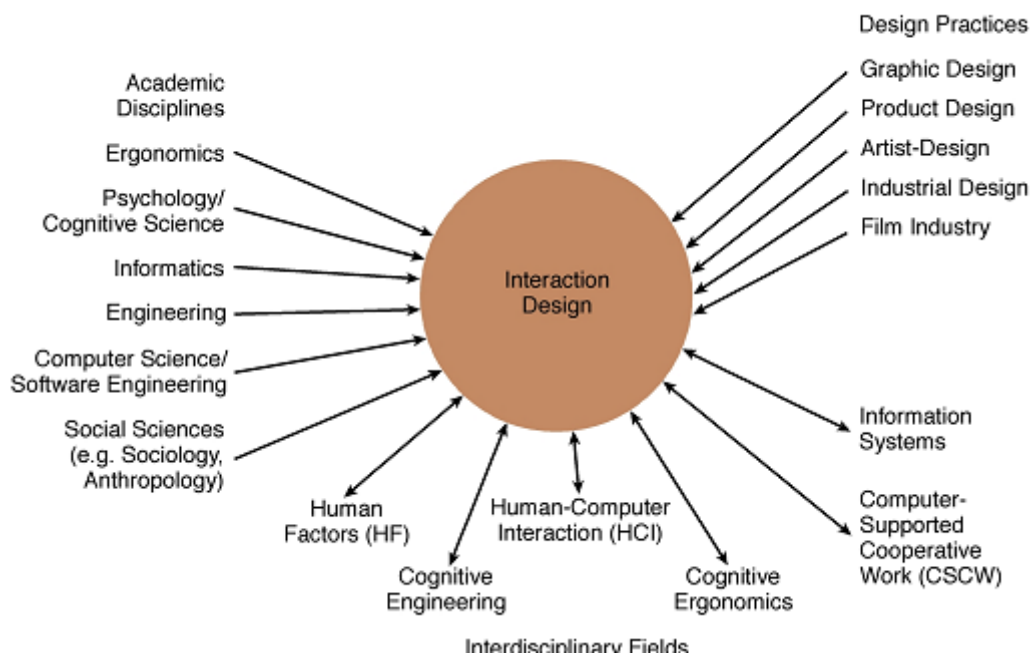 Design Practices
Graphic Design
Product Design
Artist-Design
Industrial Design
Film Industry
Academic
Disciplines
Ergonomics
Psychology/
Cognitive Science
Informatics
Engineering
Computer Science/
Software Engineering
Social Sciences
(e.g. Sociology,
Anthropology)
Interaction
Design
Information
Systems
Computer-
Supported
Cooperative
Work (CSCW)
Human
Factors (HF)
Human-Computer
Interaction (HCI)
Cognitive
Engineering
Cognitive
Ergonomics
Interdisciplinary Fields